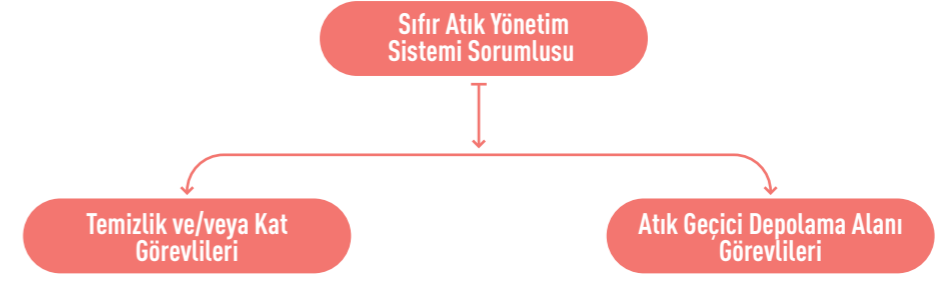 Sıfır Atık Yönetim
Sistemi Sorumlusu
Temizlik ve/veya Kat
Görevlileri
Atık Geçici Depolama Alanı
Görevlileri